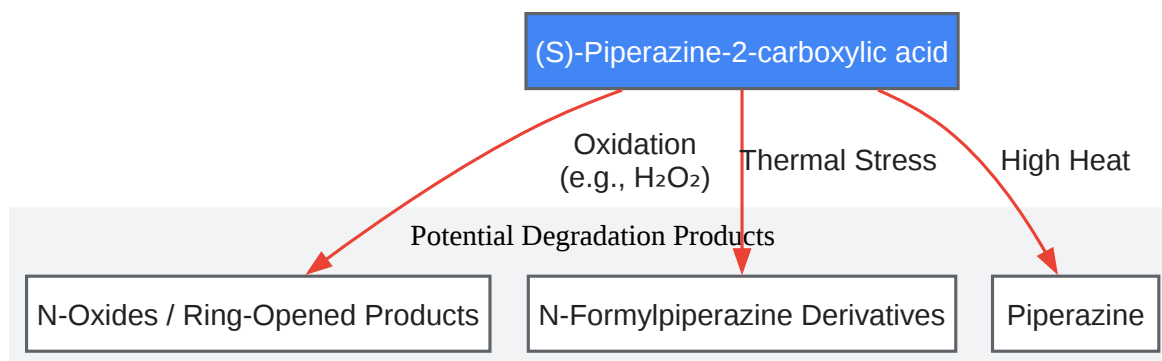 (S)-Piperazine-2-carboxylic acid
Oxidation
(e.g., H₂O₂)
Thermal Stress
High Heat
Potential Degradation Products
N-Oxides / Ring-Opened Products
N-Formylpiperazine Derivatives
Piperazine